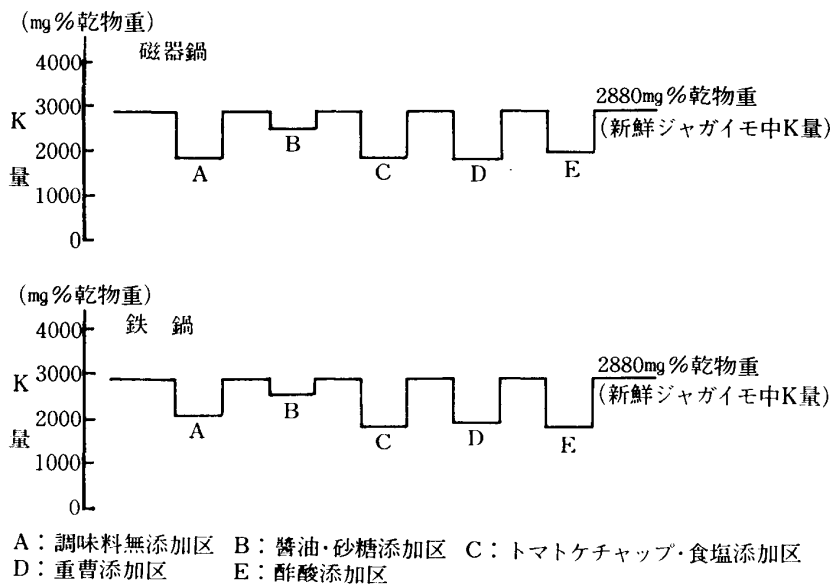 (mg%乾物重)
磁器鍋
4000
3000
2000
1000
0
K
量
A
B
C
D
E
2880mg%乾物重
(新鮮ジャガイモ中K量)
(mg%乾物重)
鉄 鍋
4000
3000
2000
1000
0
K
量
A
B
C
D
E
2880mg%乾物重
(新鮮ジャガイモ中K量)
A:調味料無添加区 B:醬油・砂糖添加区 C:トマトケチャップ・食塩添加区
D:重曹添加区 E:酢酸添加区